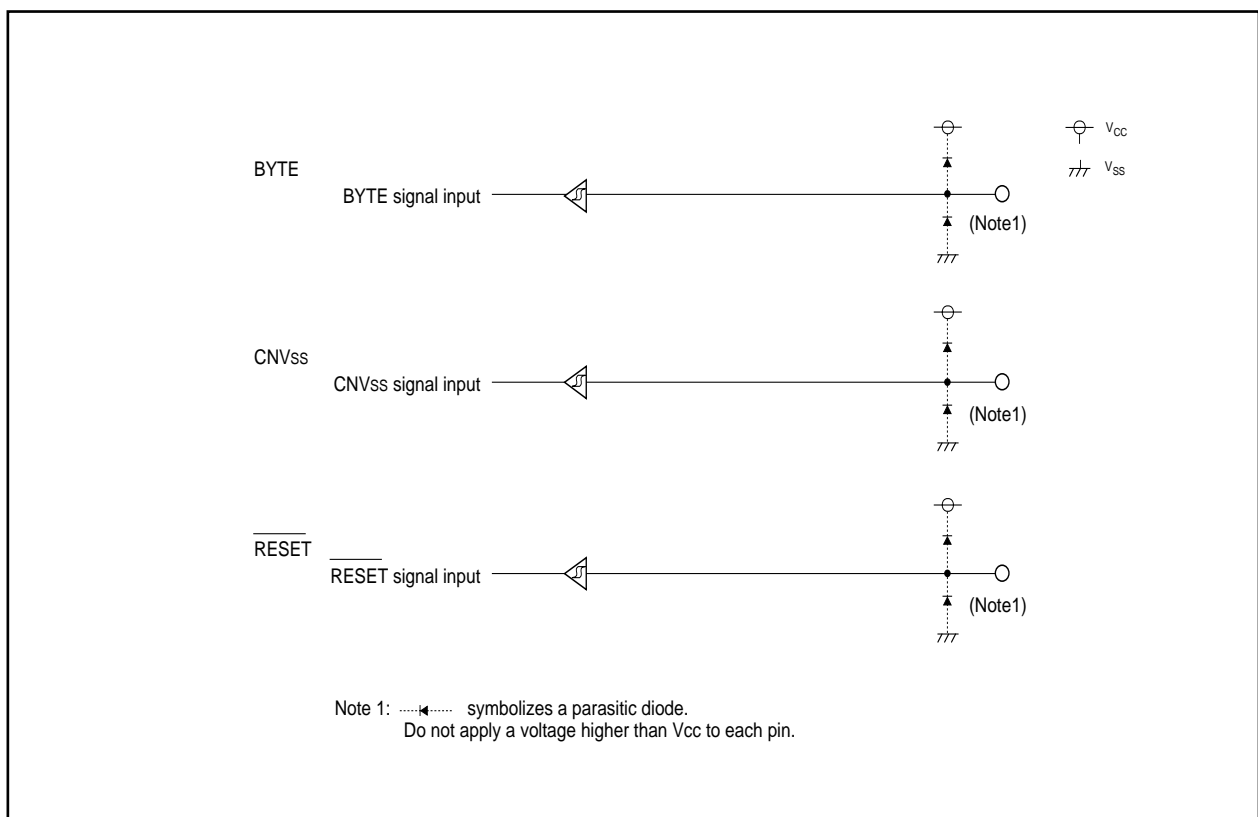 VCC
VSS
BYTE
BYTE signal input
(Note1)
CNVSS
CNVSS signal input
(Note1)
RESET
RESET signal input
(Note1)
Note 1: symbolizes a parasitic diode.
Do not apply a voltage higher than Vcc to each pin.